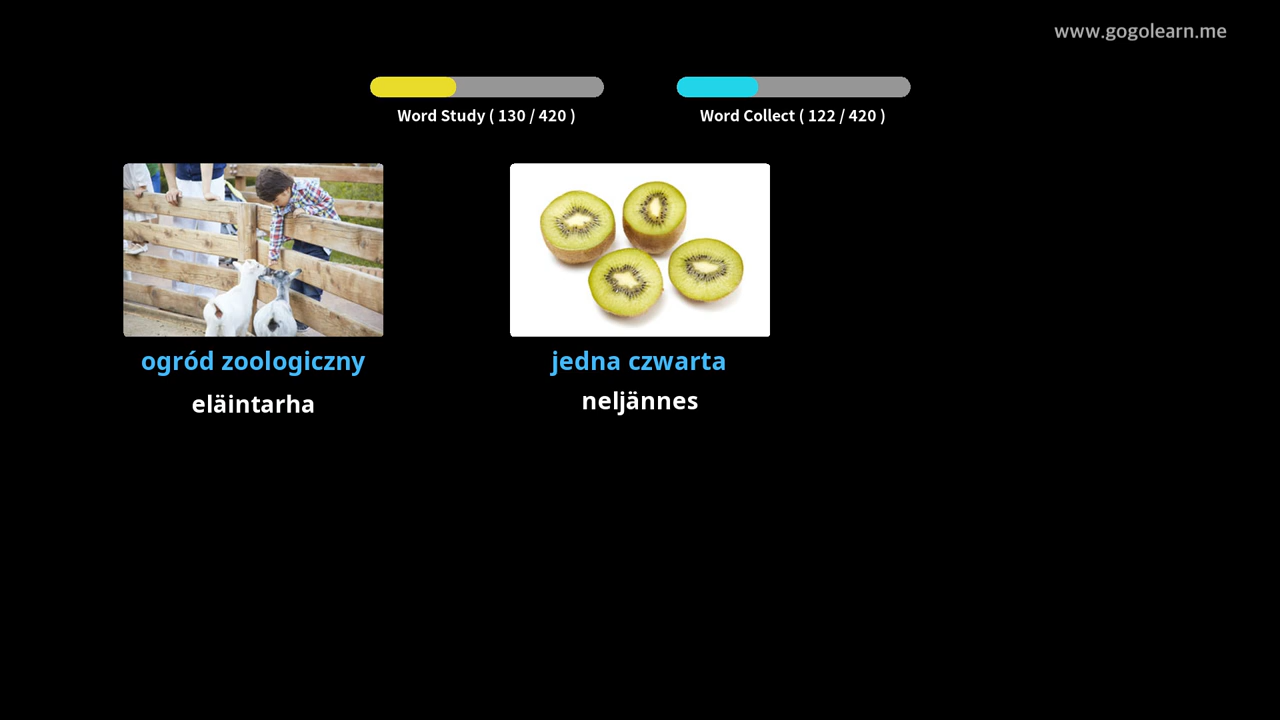 www.gogolearn.me
Word Study ( 130 / 420 )
Word Collect ( 122 / 420 )
ogród zoologiczny
eläintarha
jedna czwarta
neljännes